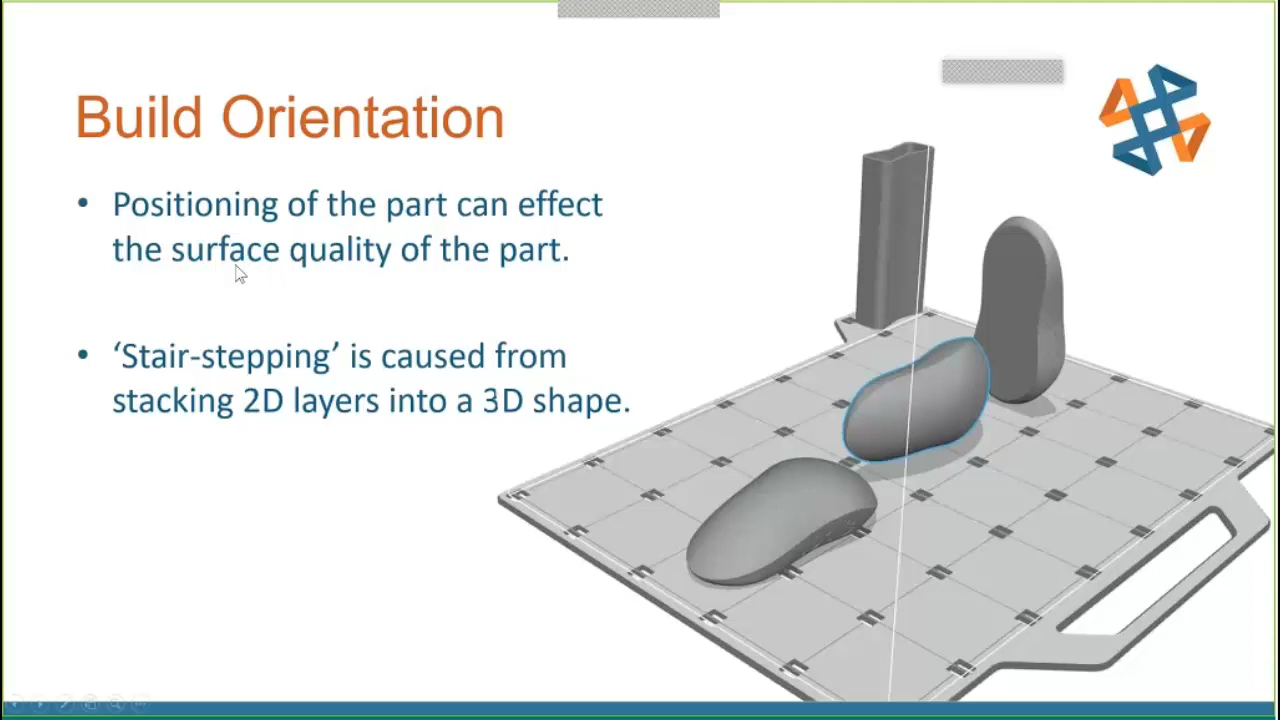 Build Orientation
• Positioning of the part can effect
the surface quality of the part.
• ‘Stair-stepping’ is caused from
stacking 2D layers into a 3D shape.